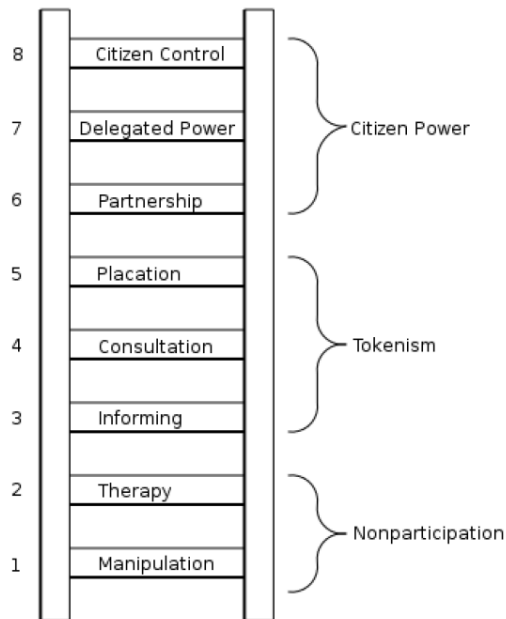 8 Citizen Control
7 Delegated Power
Citizen Power
6 Partnership
5 Placation
4 Consultation
Tokenism
3 Informing
2 Therapy
Nonparticipation
1 Manipulation